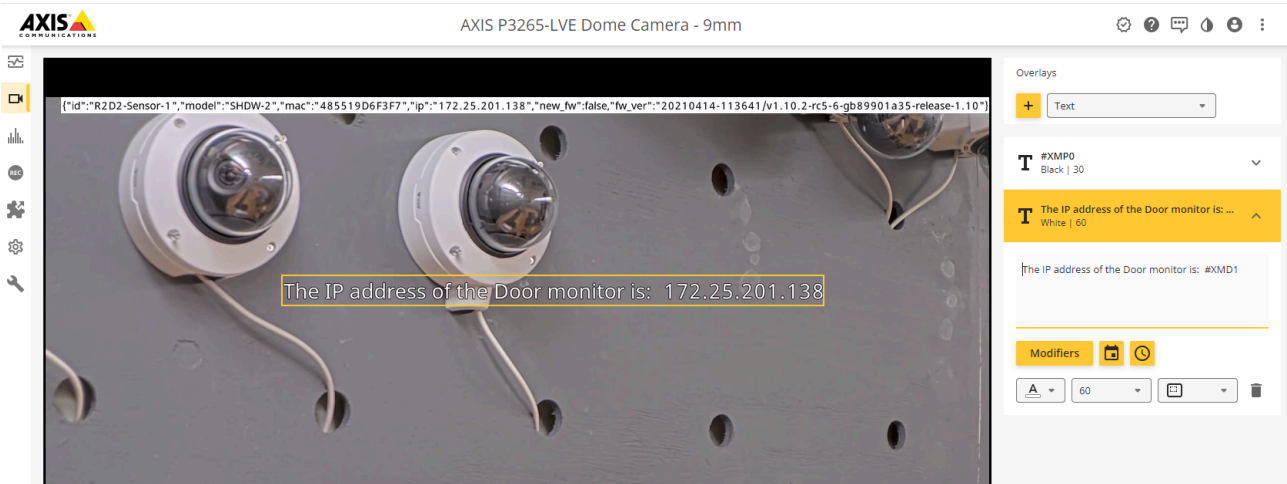 AXIS
COMMUNICATIONS
AXIS P3265-LVE Dome Camera - 9mm
Overlays
Text
{"id":"R2D2-Sensor-1","model":"SHDW-2","mac":"485519D6F3F7","ip":"172.25.201.138","new_fw":false,"fw_ver":"20210414-113641/v1.10.2-rc5-6-gb89901a35-release-1.10"}
REC
#XMP0
Black | 30
The IP address of the Door monitor is: ...
White | 60
The IP address of the Door monitor is: #XMD1
The IP address of the Door monitor is: 172.25.201.138
Modifiers
A
60